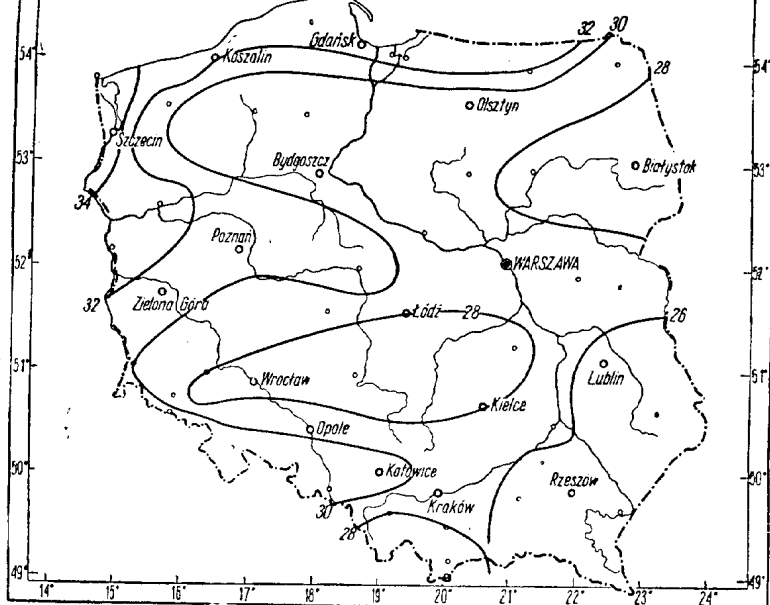 32 30
Gdańsk
54° 54°
Koszalin
28
Olsztyn
Szczecin
53° Bydgoszcz Białystok 53°
34
Poznań
52° WARSZAWA 52°
32 Zielona Góra Łódź 28 26
51° Wrocław Lublin 51°
Kielce
Opole
50° Katowice Rzeszow 50°
30 Kraków
28
49° 49°
14° 15° 16° 17° 18° 19° 20° 21° 22° 23° 24°